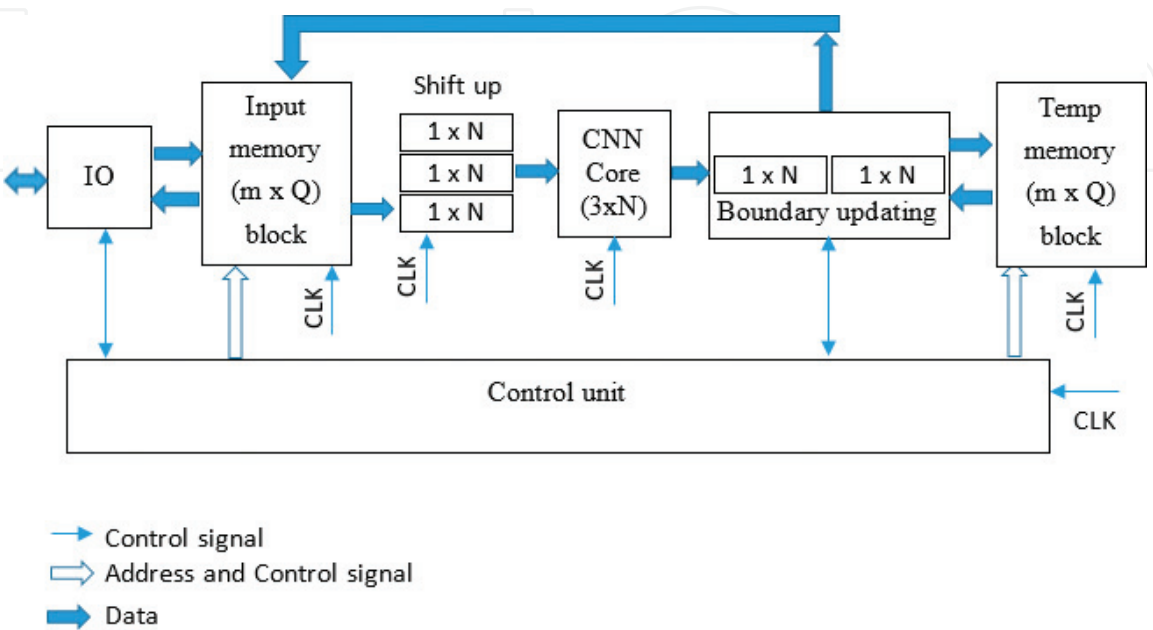 Shift up
IO
Input
memory
(m x Q)
block
1 x N
1 x N
1 x N
CNN
Core
(3xN)
1 x N
1 x N
Boundary updating
Temp
memory
(m x Q)
block
CLK
CLK
CLK
CLK
Control unit
CLK
Control signal
Address and Control signal
Data